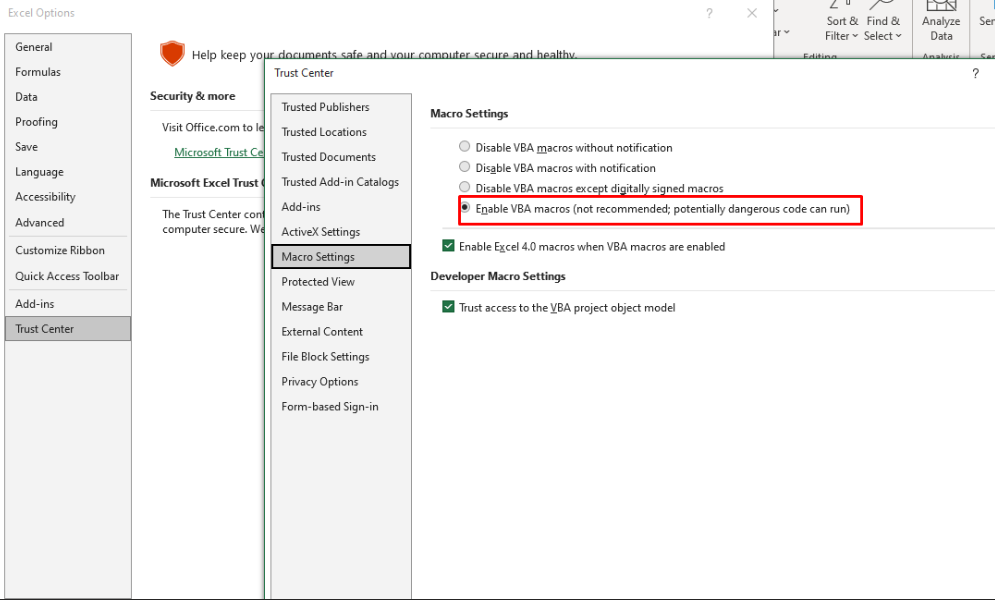 Excel Options
?
Sort &
Find &
Analyze
Filter
Select
Data
Editing
Analysis
General
Formulas
Data
Proofing
Save
Language
Accessibility
Advanced
Customize Ribbon
Quick Access Toolbar
Add-ins
Trust Center
Help keep your documents safe and your computer secure and healthy.
Security & more
Visit Office.com to le
Microsoft Trust Ce
Microsoft Excel Trust
The Trust Center cont
computer secure. We
Trust Center
?
Trusted Publishers
Trusted Locations
Trusted Documents
Trusted Add-in Catalogs
Add-ins
ActiveX Settings
Macro Settings
Protected View
Message Bar
External Content
File Block Settings
Privacy Options
Form-based Sign-in
Macro Settings
Disable VBA macros without notification
Disable VBA macros with notification
Disable VBA macros except digitally signed macros
Enable VBA macros (not recommended; potentially dangerous code can run)
Enable Excel 4.0 macros when VBA macros are enabled
Developer Macro Settings
Trust access to the VBA project object model